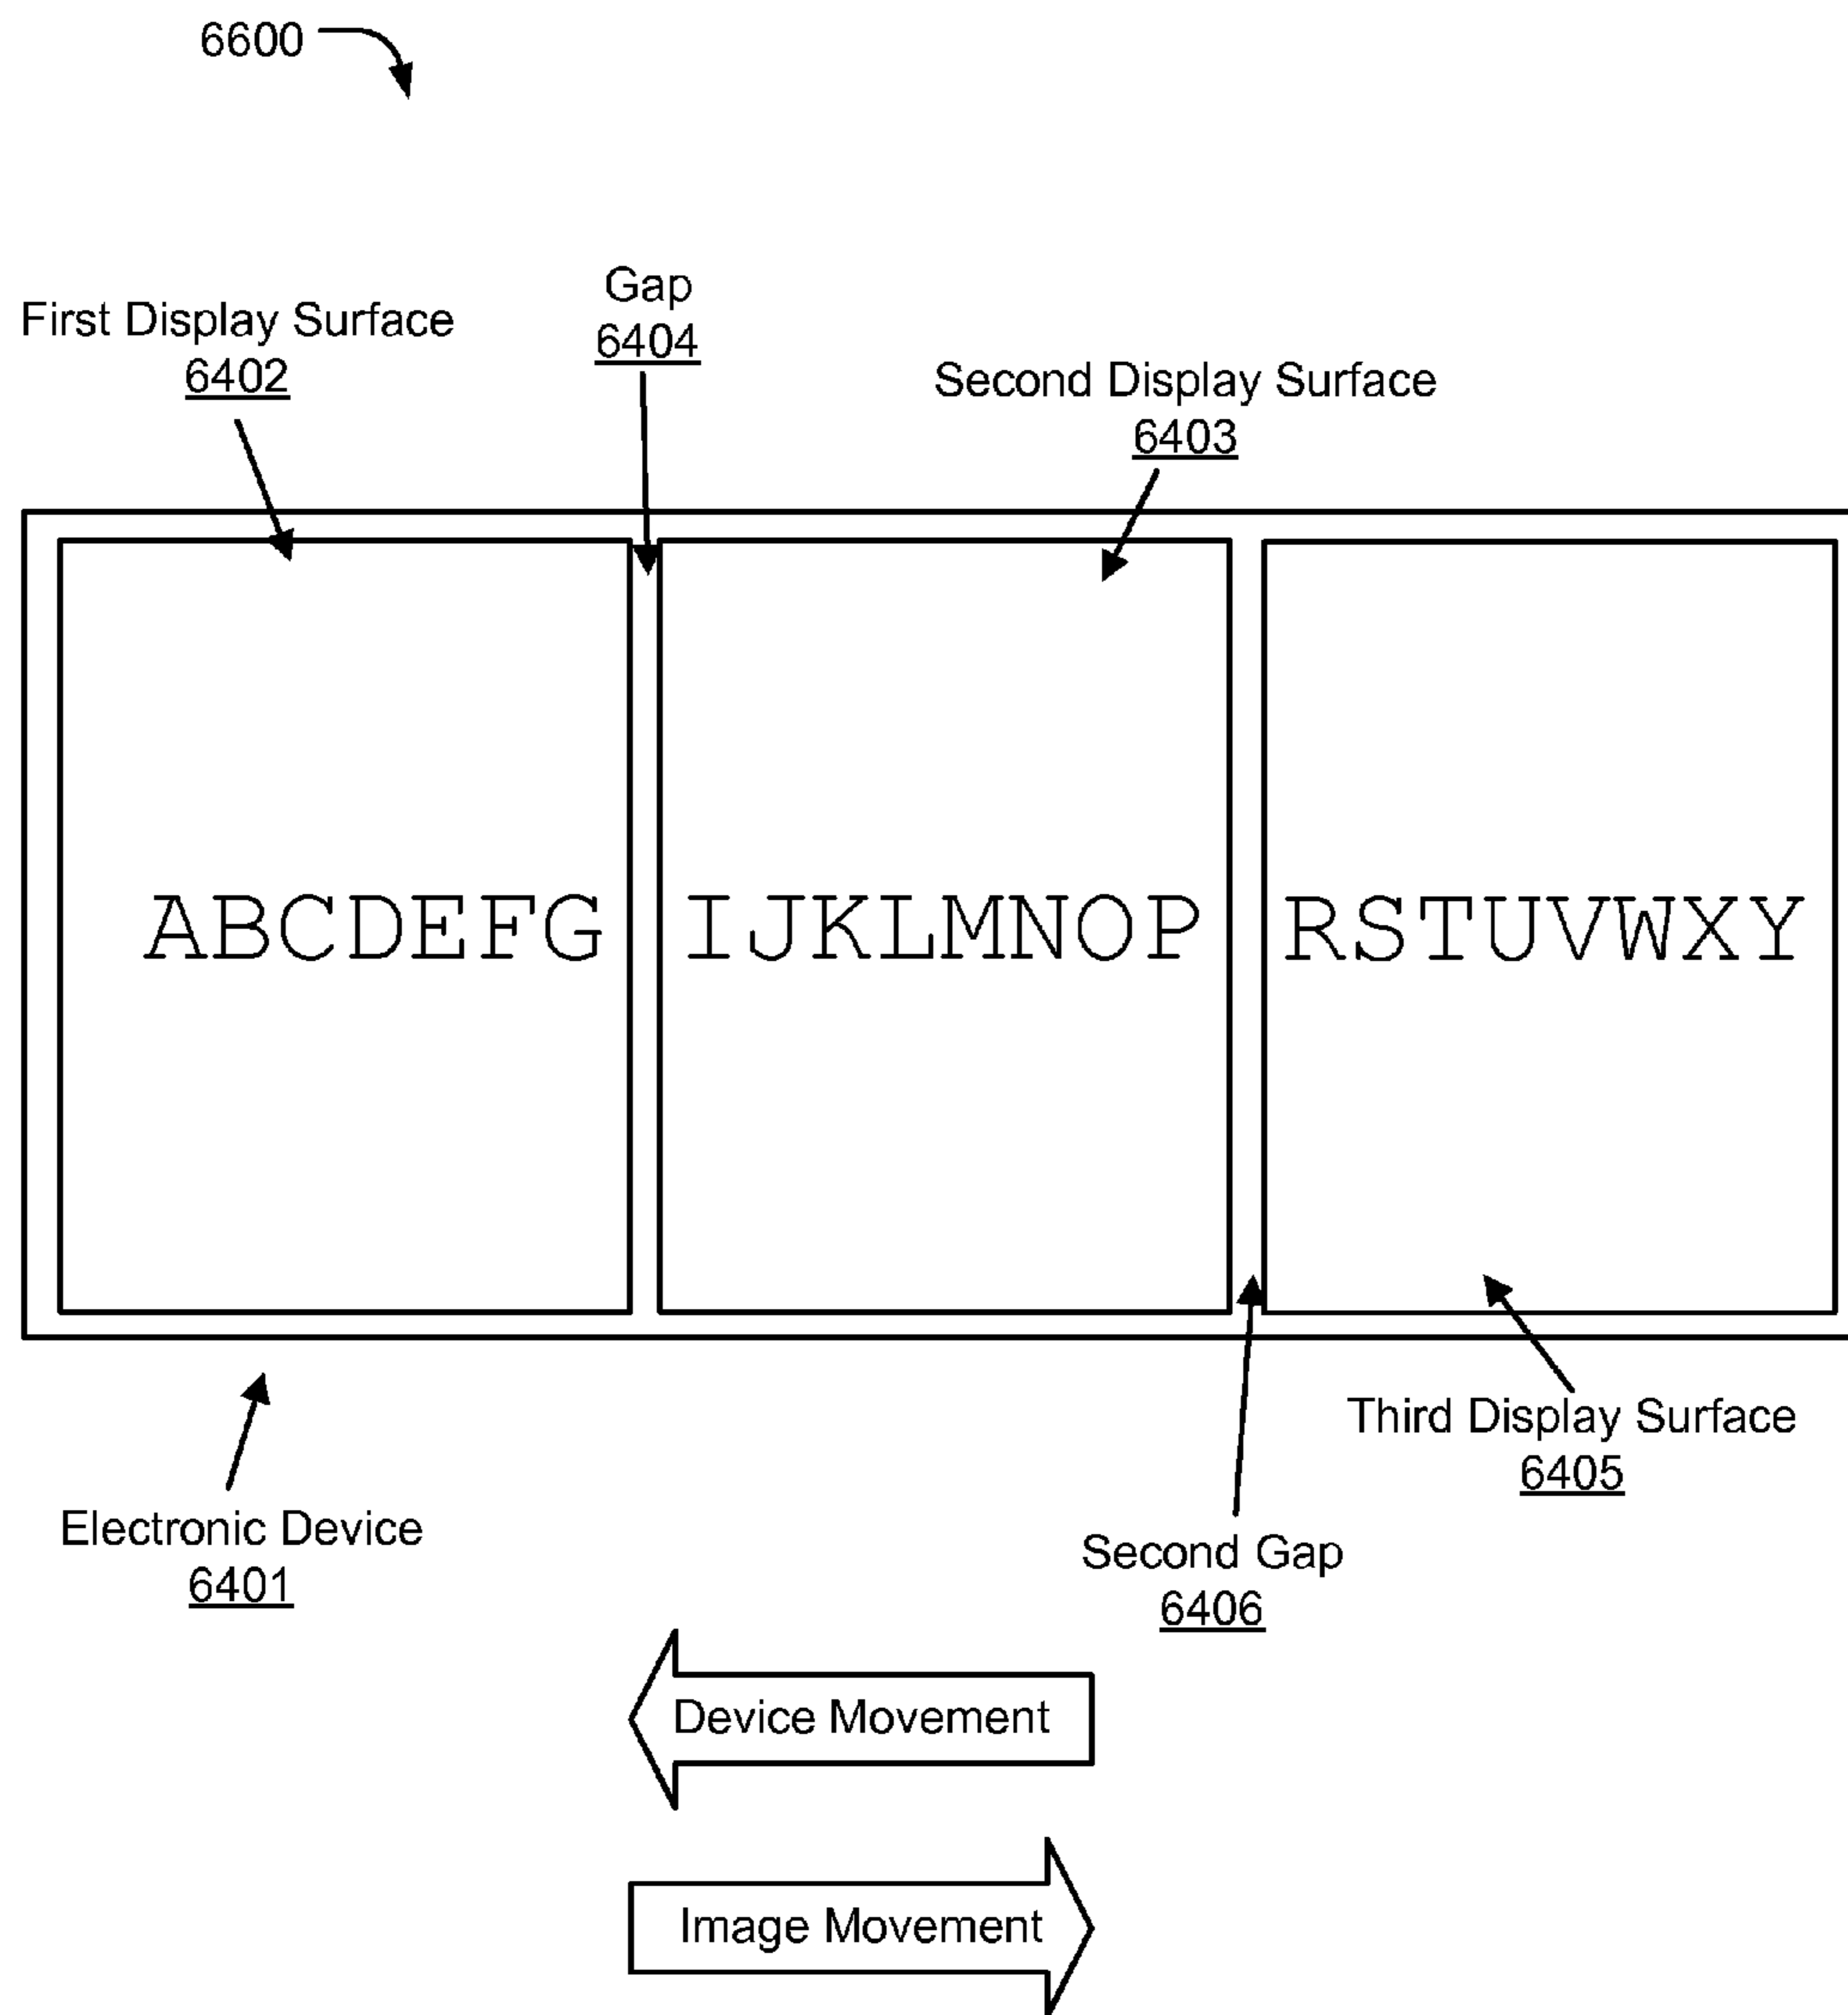 6600
Gap
6404
First Display Surface
6402
Second Display Surface
6403
ABCDEFG IJKLMNOP RSTUVWXY
Third Display Surface
6405
Electronic Device
6401
Second Gap
6406
Device Movement
Image Movement